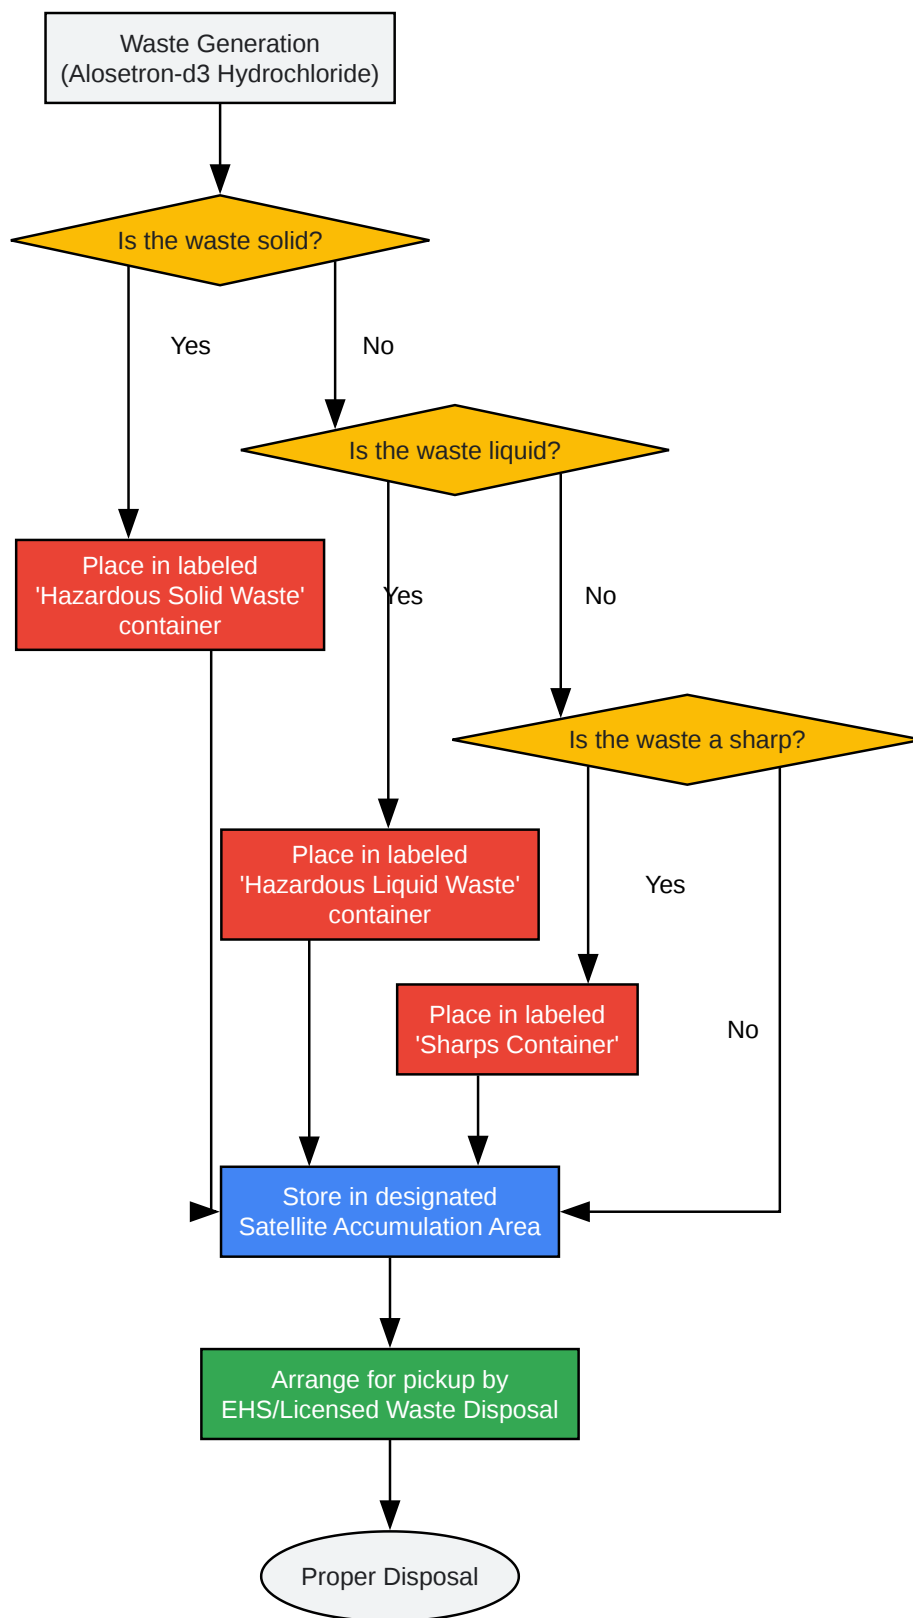 Waste Generation
(Alosetron-d3 Hydrochloride)
Is the waste solid?
Yes
No
Is the waste liquid?
Place in labeled
'Hazardous Solid Waste'
container
Yes
No
Is the waste a sharp?
Place in labeled
'Hazardous Liquid Waste'
container
Yes
Place in labeled
'Sharps Container'
No
Store in designated
Satellite Accumulation Area
Arrange for pickup by
EHS/Licensed Waste Disposal
Proper Disposal